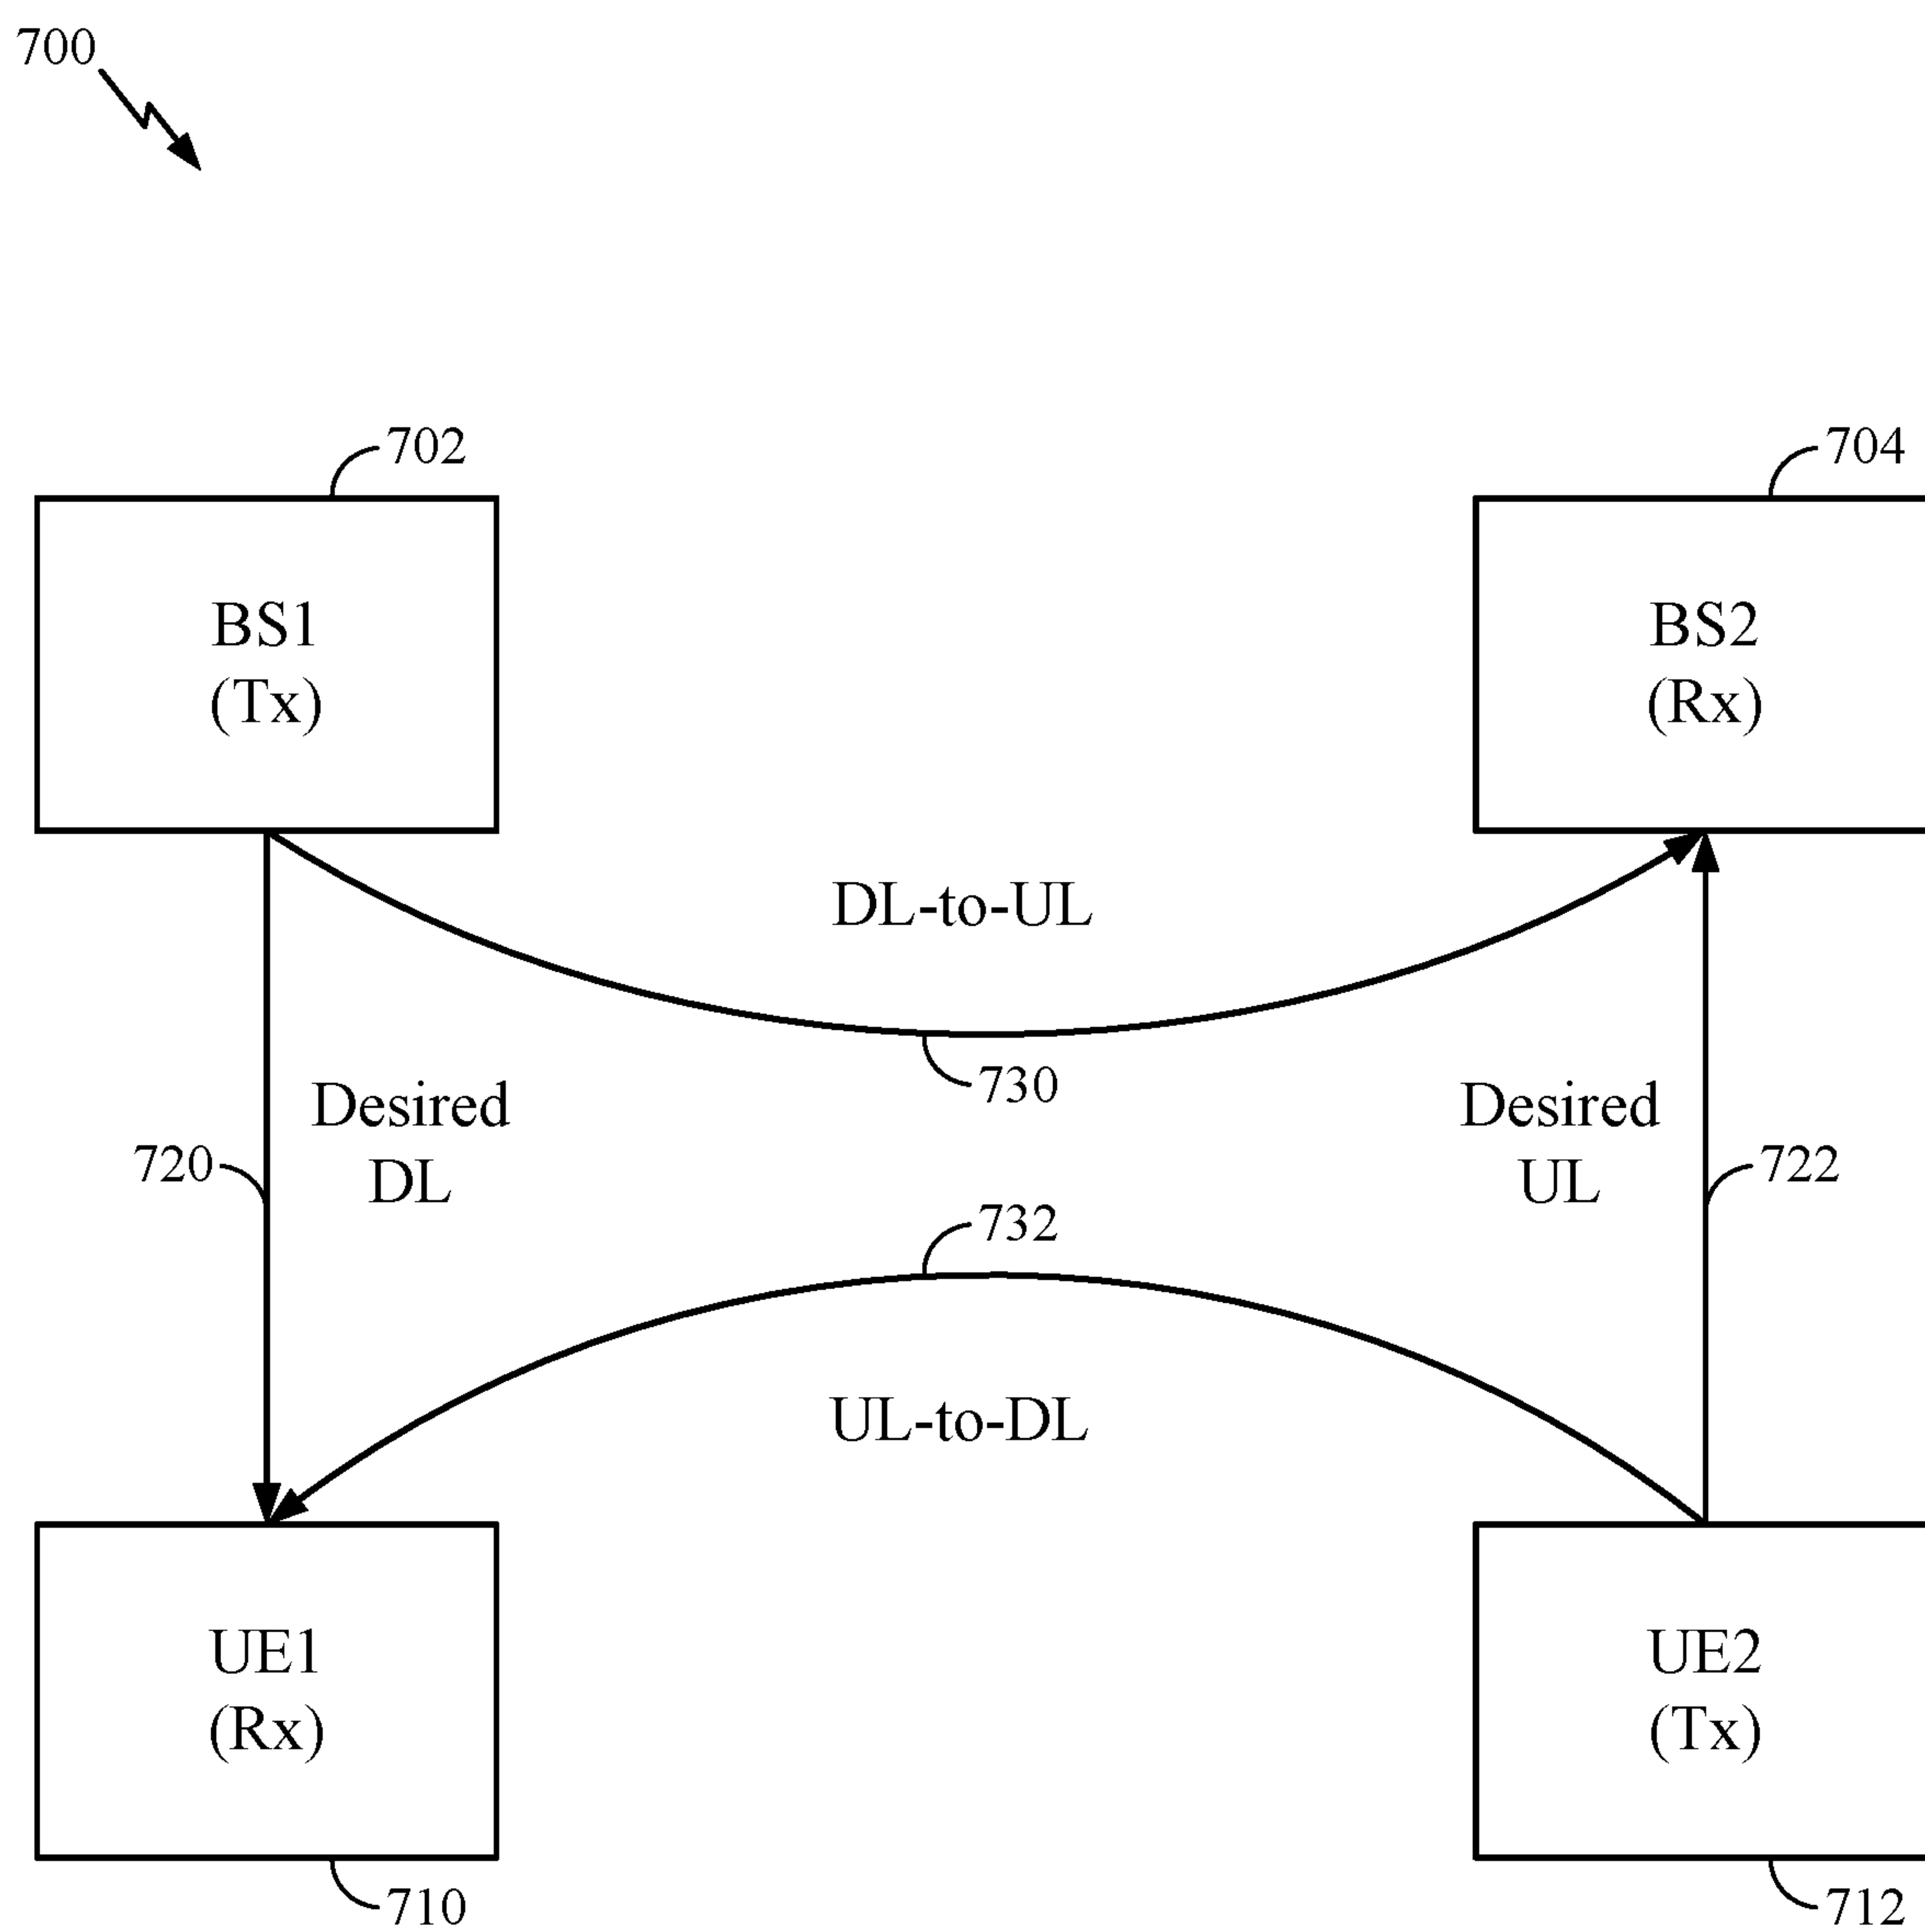 700
702
704
BS1
(Tx)
BS2
(Rx)
DL-to-UL
730
Desired
DL
Desired
UL
720
722
732
UL-to-DL
UE1
(Rx)
UE2
(Tx)
710
712